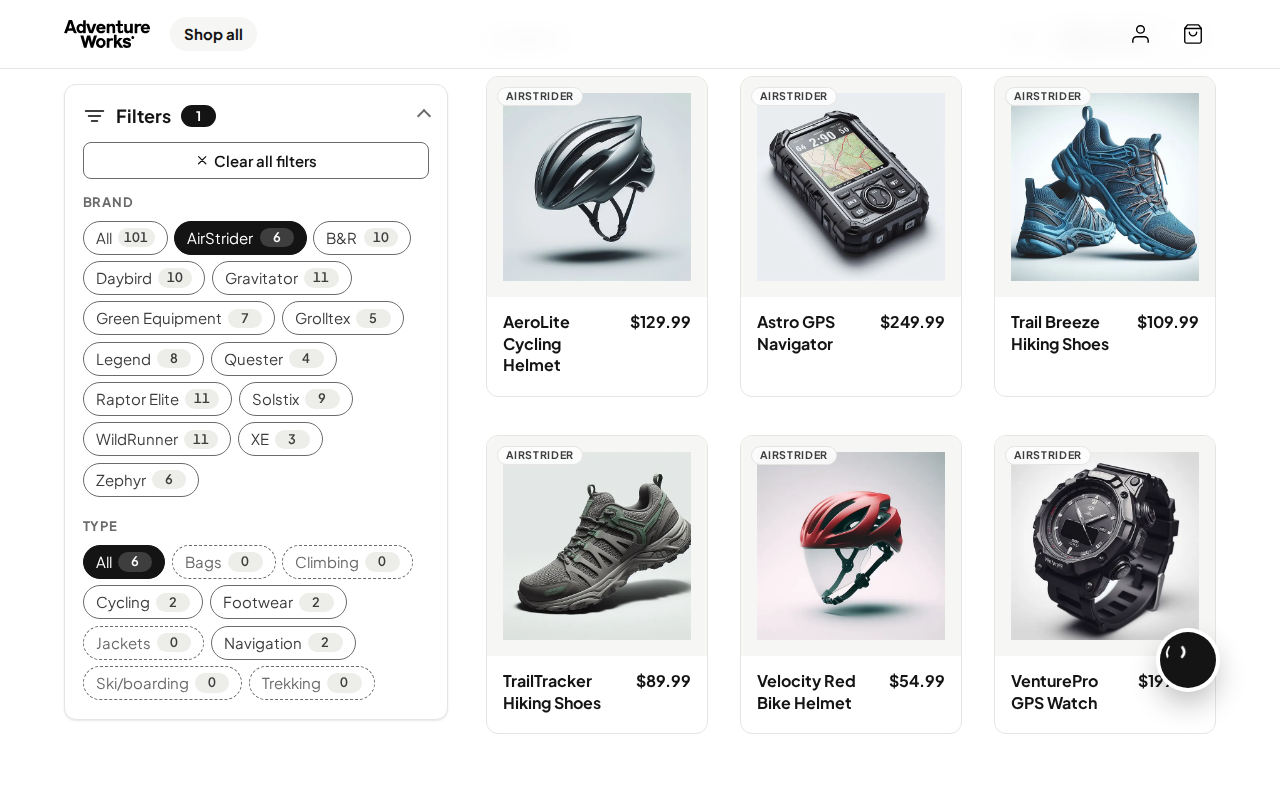 Adventure
Works
Shop all
Filters 1
Clear all filters
BRAND
All 101
AirStrider 6
B&R 10
Daybird 10
Gravitator 11
Green Equipment 7
Grolltex 5
Legend 8
Quester 4
Raptor Elite 11
Solstix 9
WildRunner 11
XE 3
Zephyr 6
TYPE
All 6
Bags 0
Climbing 0
Cycling 2
Footwear 2
Jackets 0
Navigation 2
Ski/boarding 0
Trekking 0
AIRSTRIDER
AeroLite
Cycling
Helmet
$129.99
AIRSTRIDER
64 2:90 50
Astro GPS
Navigator
$249.99
AIRSTRIDER
Trail Breeze
Hiking Shoes
$109.99
AIRSTRIDER
TrailTracker
Hiking Shoes
$89.99
AIRSTRIDER
Velocity Red
Bike Helmet
$54.99
AIRSTRIDER
VenturePro
GPS Watch